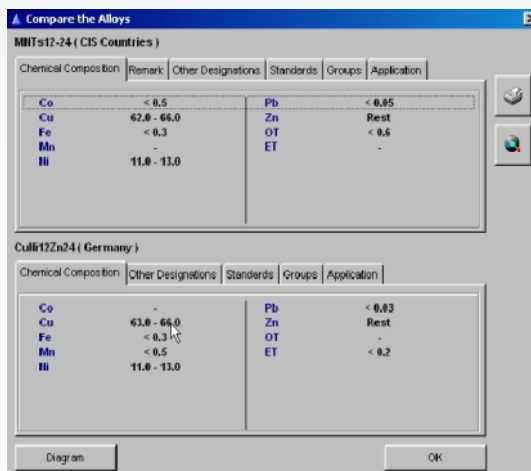 Compare the Alloys
MNTs12-24 ( CIS Countries )
Chemical Composition Remark Other Designations Standards Groups Application
Co < 0.5 Pb < 0.05
Cu 62.0 - 66.0 Zn Rest
Fe < 0.3 OT < 0.6
Mn - ET -
Ni 11.0 - 13.0
CuNi12Zn24 ( Germany )
Chemical Composition Other Designations Standards Groups Application
Co - Pb < 0.03
Cu 63.0 - 66.0 Zn Rest
Fe < 0.3 OT -
Mn < 0.5 ET < 0.2
Ni 11.0 - 13.0
Diagram OK